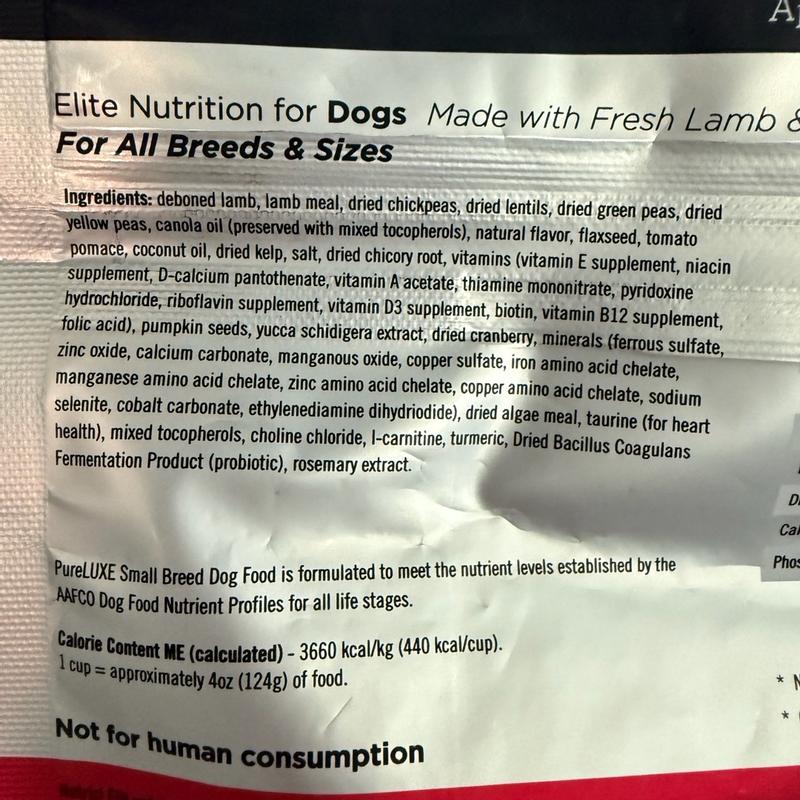 Elite Nutrition for Dogs Made with Fresh Lamb &
For All Breeds & Sizes
Ingredients: deboned lamb, lamb meal, dried chickpeas, dried lentils, dried green peas, dried
yellow peas, canola oil (preserved with mixed tocopherols), natural flavor, flaxseed, tomato
pomace, coconut oil, dried kelp, salt, dried chicory root, vitamins (vitamin E supplement, niacin
supplement, D-calcium pantothenate, vitamin A acetate, thiamine mononitrate, pyridoxine
hydrochloride, riboflavin supplement, vitamin D3 supplement, biotin, vitamin B12 supplement,
folic acid), pumpkin seeds, yucca schidigera extract, dried cranberry, minerals (ferrous sulfate,
zinc oxide, calcium carbonate, manganous oxide, copper sulfate, iron amino acid chelate,
manganese amino acid chelate, zinc amino acid chelate, copper amino acid chelate, sodium
selenite, cobalt carbonate, ethylenediamine dihydriodide), dried algae meal, taurine (for heart
health), mixed tocopherols, choline chloride, l-carnitine, turmeric, Dried Bacillus Coagulans
Fermentation Product (probiotic), rosemary extract.
PureLUXE Small Breed Dog Food is formulated to meet the nutrient levels established by the
AAFCO Dog Food Nutrient Profiles for all life stages.
Calorie Content ME (calculated) - 3660 kcal/kg (440 kcal/cup).
1 cup = approximately 4oz (124g) of food.
Not for human consumption